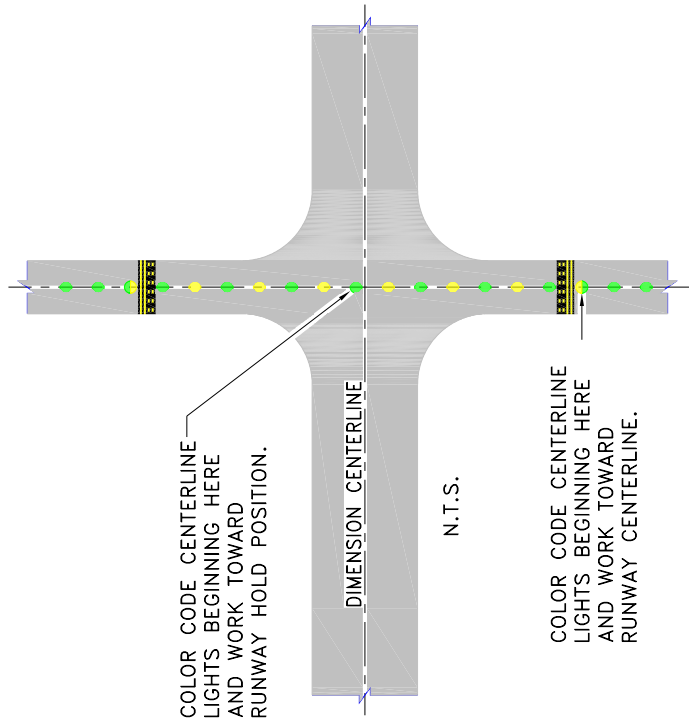 COLOR CODE CENTERLINE
LIGHTS BEGINNING HERE
AND WORK TOWARD
RUNWAY HOLD POSITION.
DIMENSION CENTERLINE
N.T.S.
COLOR CODE CENTERLINE
LIGHTS BEGINNING HERE
AND WORK TOWARD
RUNWAY CENTERLINE.